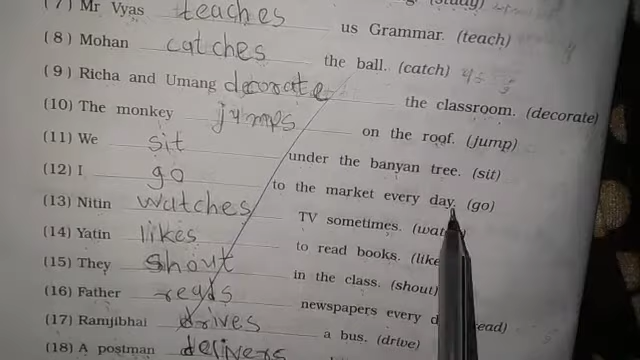 (7) Mr Vyas teaches us Grammar. (teach)
(8) Mohan catches the ball. (catch)
(9) Richa and Umang decorate the classroom. (decorate)
(10) The monkey jumps on the roof. (jump)
(11) We sit under the banyan tree. (sit)
(12) I go to the market every day. (go)
(13) Nitin watches TV sometimes.
(14) Yatin likes to read books. (like
(15) They shout in the class. (shout)
(16) Father reads newspapers every
(17) Ramjibhai drives a bus. (drive)
(18) A postman delivers